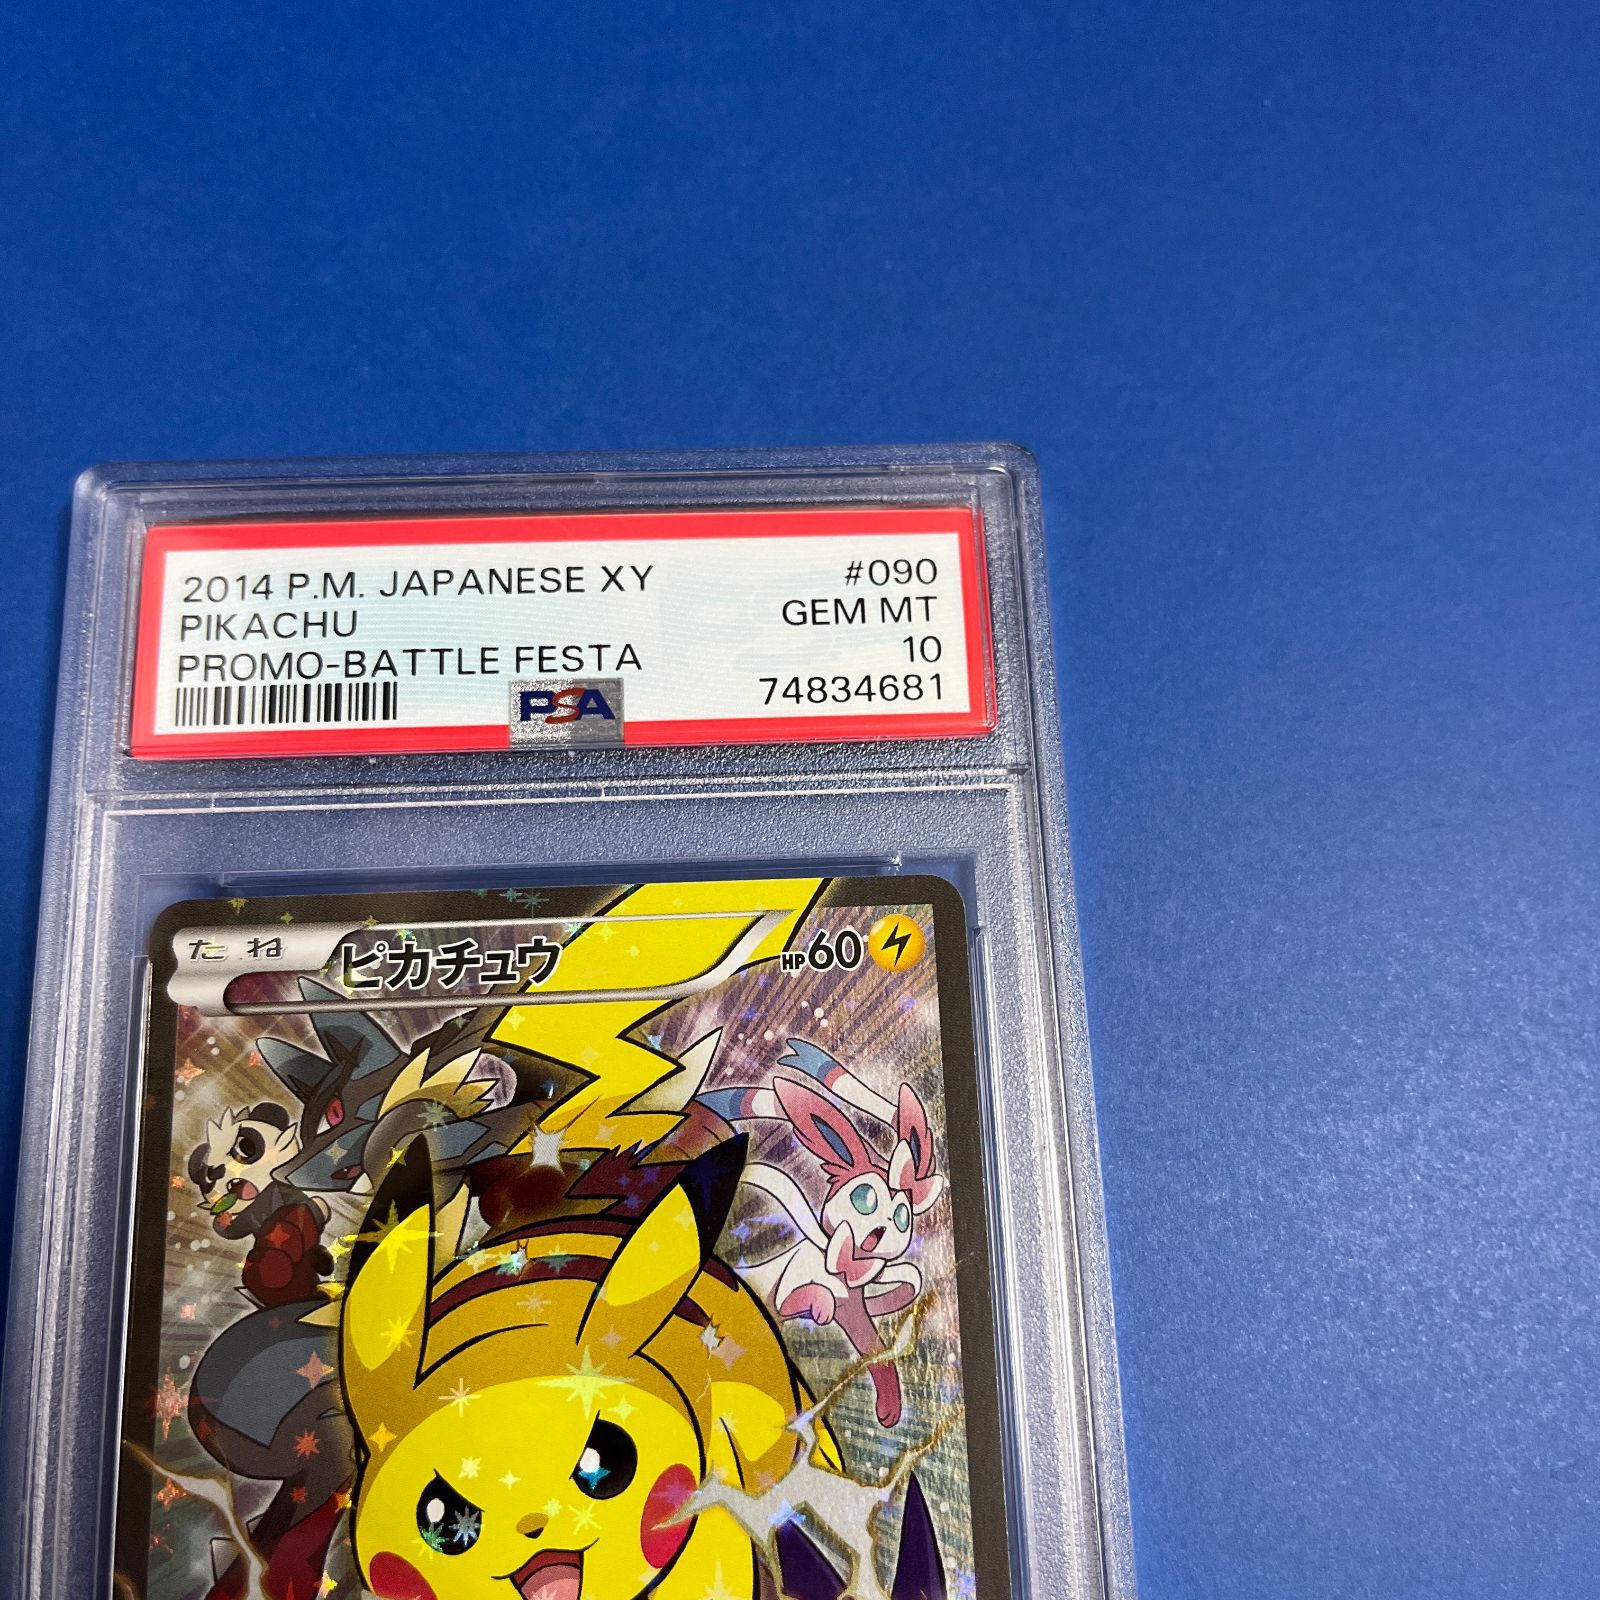 2014 P.M. JAPANESE XY #090
PIKACHU GEM MT
PROMO-BATTLE FESTA 10
PSA 74834681
たね ピカチュウ HP60